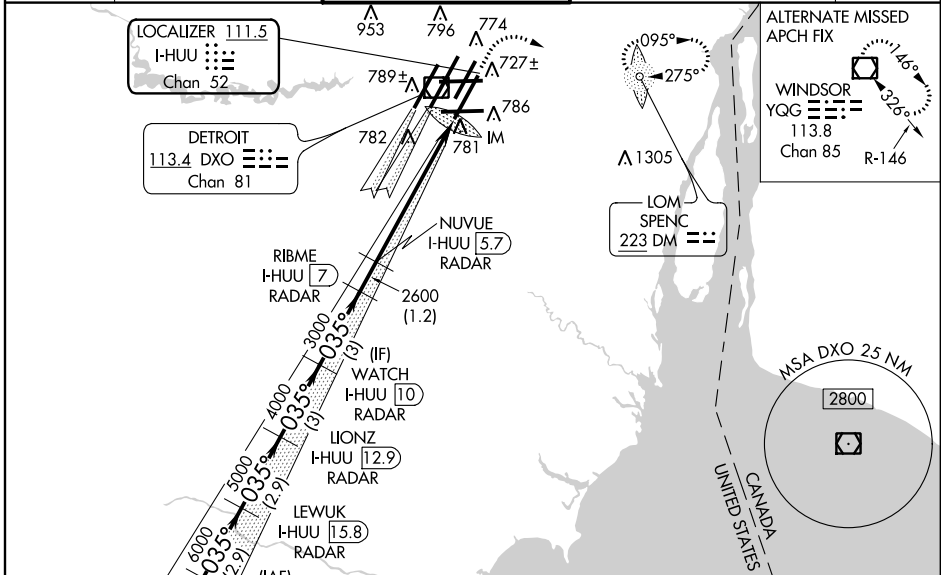 LOCALIZER 111.5
I-HUU
Chan 52
DETROIT
113.4 DXO
Chan 81
953
796
774
789±
727±
786
782
781
IM
095°
275°
1305
LOM
SPENC
223 DM
ALTERNATE MISSED
APCH FIX
WINDSOR
YQG
113.8
Chan 85
146°
326°
R-146
NUVUE
I-HUU 5.7
RADAR
RIBME
I-HUU 7
RADAR
2600
(1.2)
3000
035°
(3)
(IF)
WATCH
I-HUU 10
RADAR
4000
035°
(3)
LIONZ
I-HUU 12.9
RADAR
5000
035°
(2.9)
LEWUK
I-HUU 15.8
RADAR
6000
035°
(2.9)
(IAF)
MSA DXO 25 NM
2800
CANADA
UNITED STATES